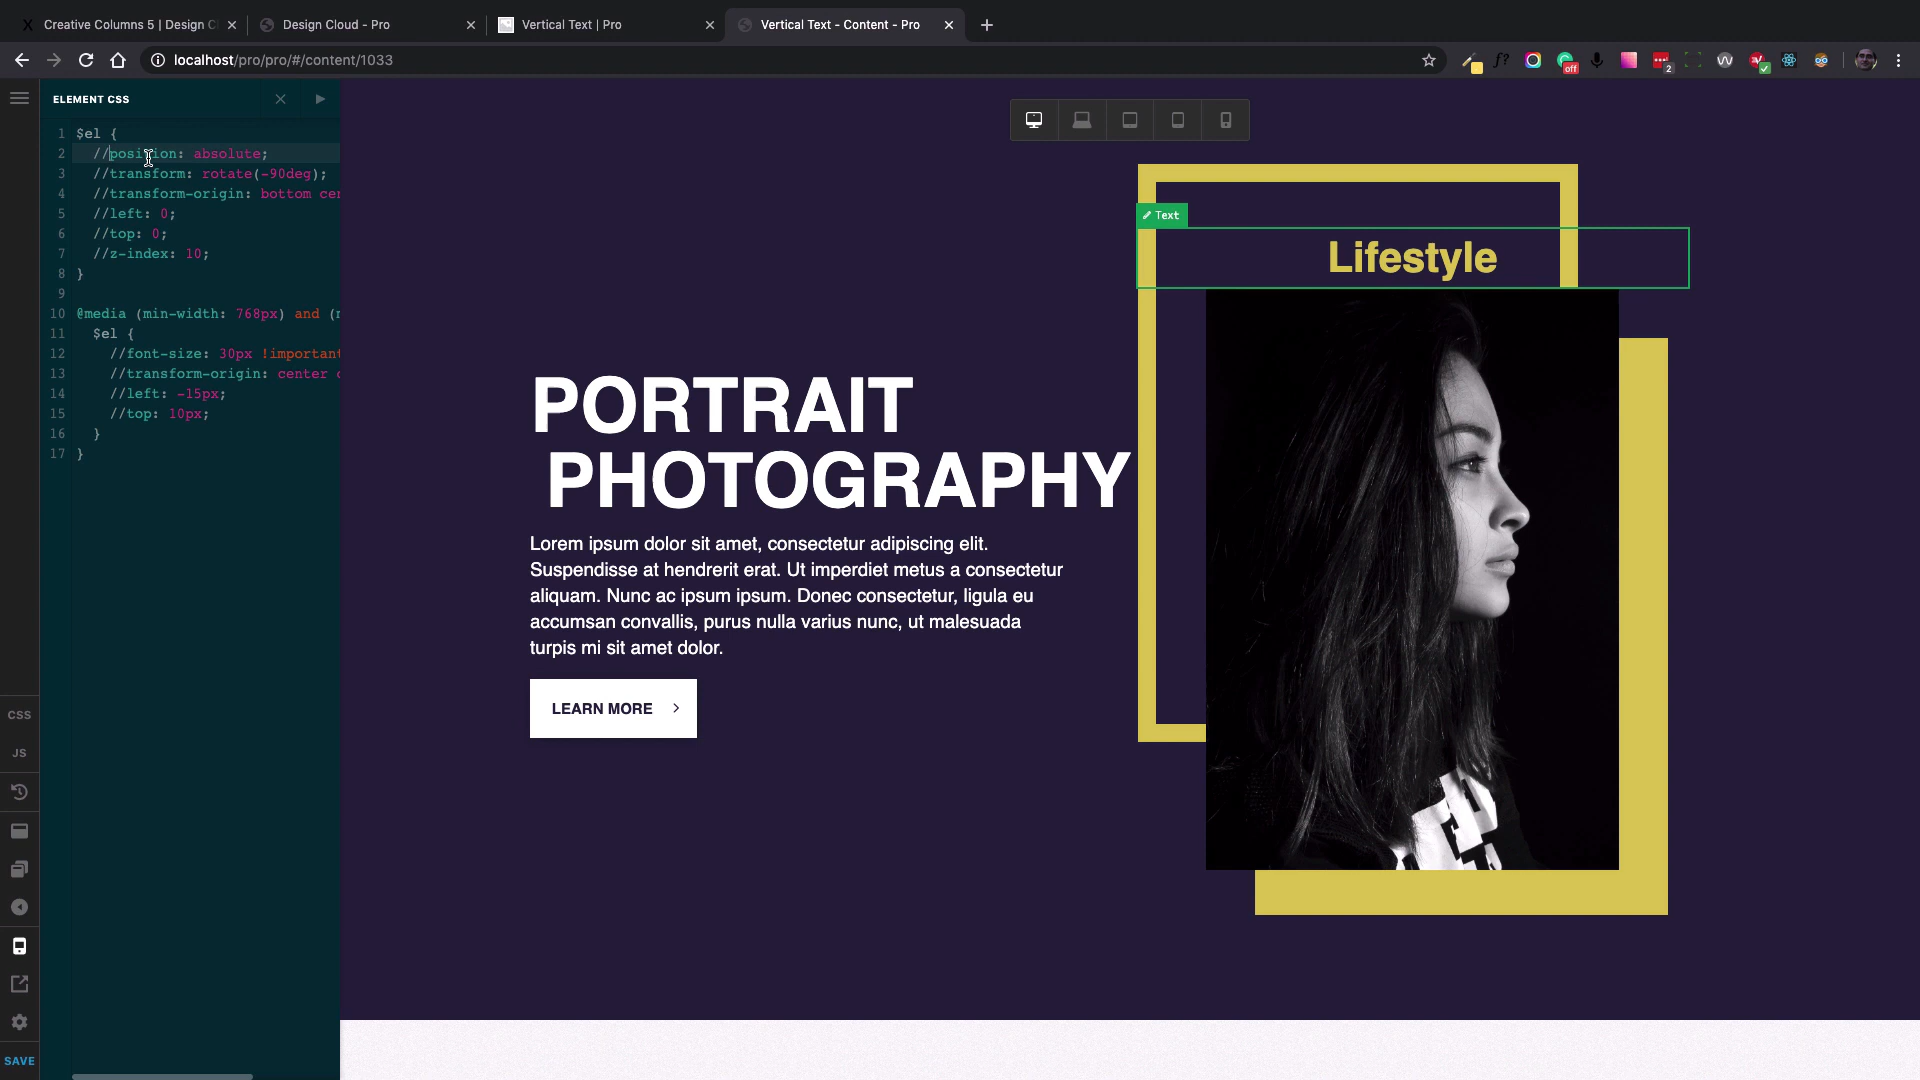 Creative Columns 5 | Design C
Design Cloud - Pro
Vertical Text | Pro
Vertical Text - Content - Pro
localhost/pro/pro/#/content/1033
f?
off
2
ELEMENT CSS
1 $el {
2 //position: absolute;
3 //transform: rotate(-90deg);
4 //transform-origin: bottom cen
5 //left: 0;
6 //top: 0;
7 //z-index: 10;
8 }
9
10 @media (min-width: 768px) and (m
11 $el {
12 //font-size: 30px !important
13 //transform-origin: center c
14 //left: -15px;
15 //top: 10px;
16 }
17 }
CSS
JS
SAVE
Text
Lifestyle
PORTRAIT
PHOTOGRAPHY
Lorem ipsum dolor sit amet, consectetur adipiscing elit.
Suspendisse at hendrerit erat. Ut imperdiet metus a consectetur
aliquam. Nunc ac ipsum ipsum. Donec consectetur, ligula eu
accumsan convallis, purus nulla varius nunc, ut malesuada
turpis mi sit amet dolor.
LEARN MORE